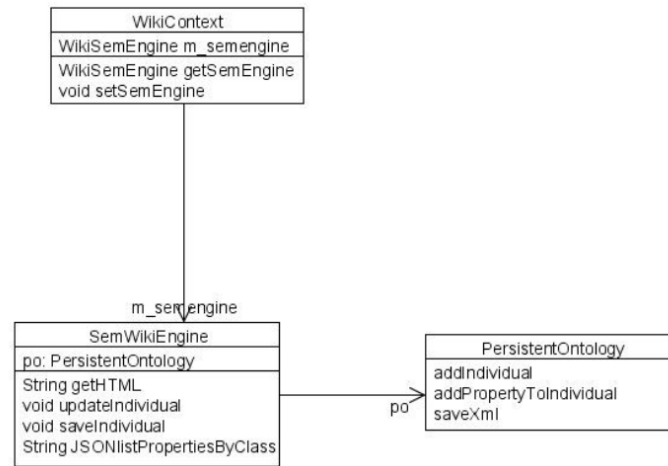 WikiContext
WikiSemEngine m_semengine
WikiSemEngine getSemEngine
void setSemEngine
m_semengine
SemWikiEngine
po: PersistentOntology
String getHTML
void updateIndividual
void saveIndividual
String JSONlistPropertiesByClass
po
PersistentOntology
addIndividual
addPropertyToIndividual
saveXml